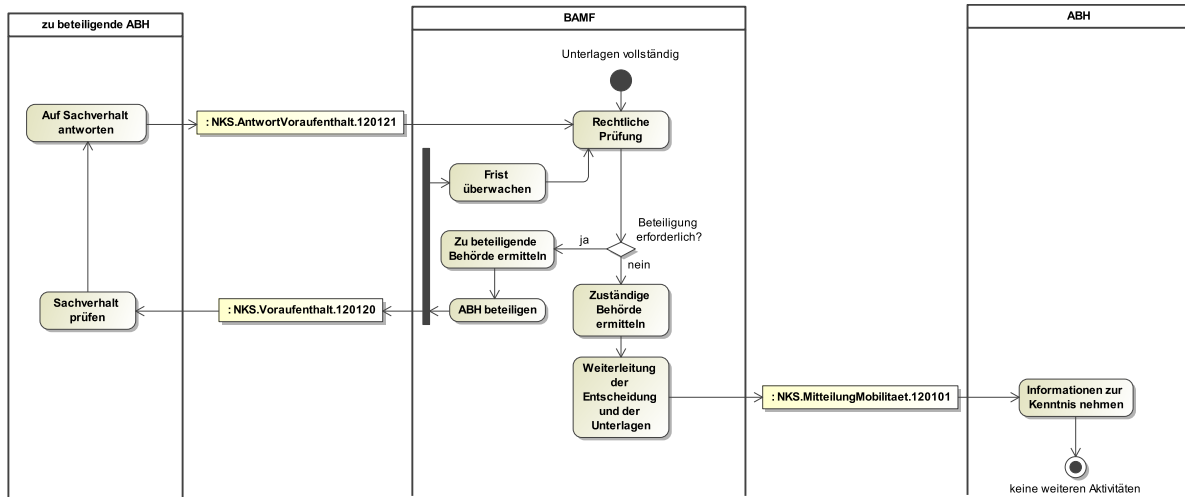 zu beteiligende ABH
BAMF
ABH
Unterlagen vollständig
Auf Sachverhalt
antworten
: NKS.AntwortVoraufenthalt.120121
Rechtliche
Prüfung
Frist
überwachen
Beteiligung
erforderlich?
ja
nein
Zu beteiligende
Behörde ermitteln
Sachverhalt
prüfen
: NKS.Voraufenthalt.120120
ABH beteiligen
Zuständige
Behörde
ermitteln
Weiterleitung
der
Entscheidung
und der
Unterlagen
: NKS.MitteilungMobilitaet.120101
Informationen zur
Kenntnis nehmen
keine weiteren Aktivitäten